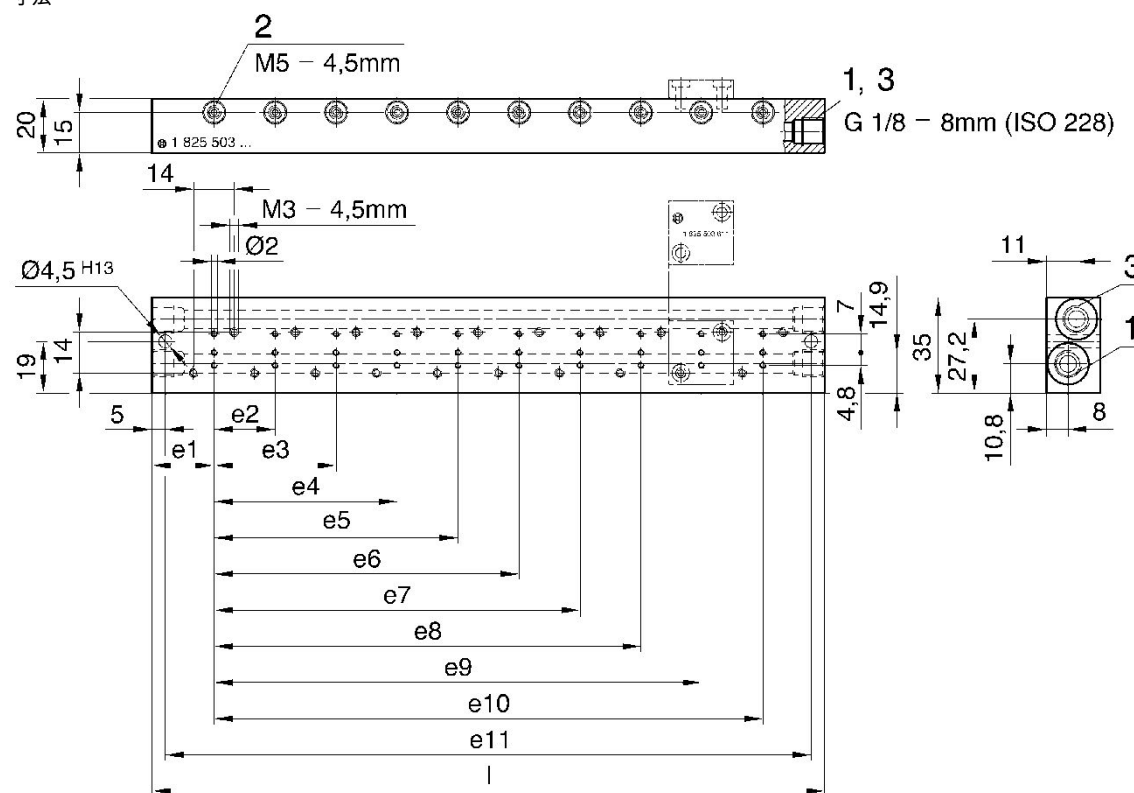 2
M5 – 4,5mm
1, 3
G 1/8 – 8mm (ISO 228)
20
15
1 825 503 ...
14
M3 – 4,5mm
Ø2
Ø4,5 H13
11
3
7
14,9
35
27,2
1
19
14
4,8
10,8
8
5
e1
e2
e3
e4
e5
e6
e7
e8
e9
e10
e11
l